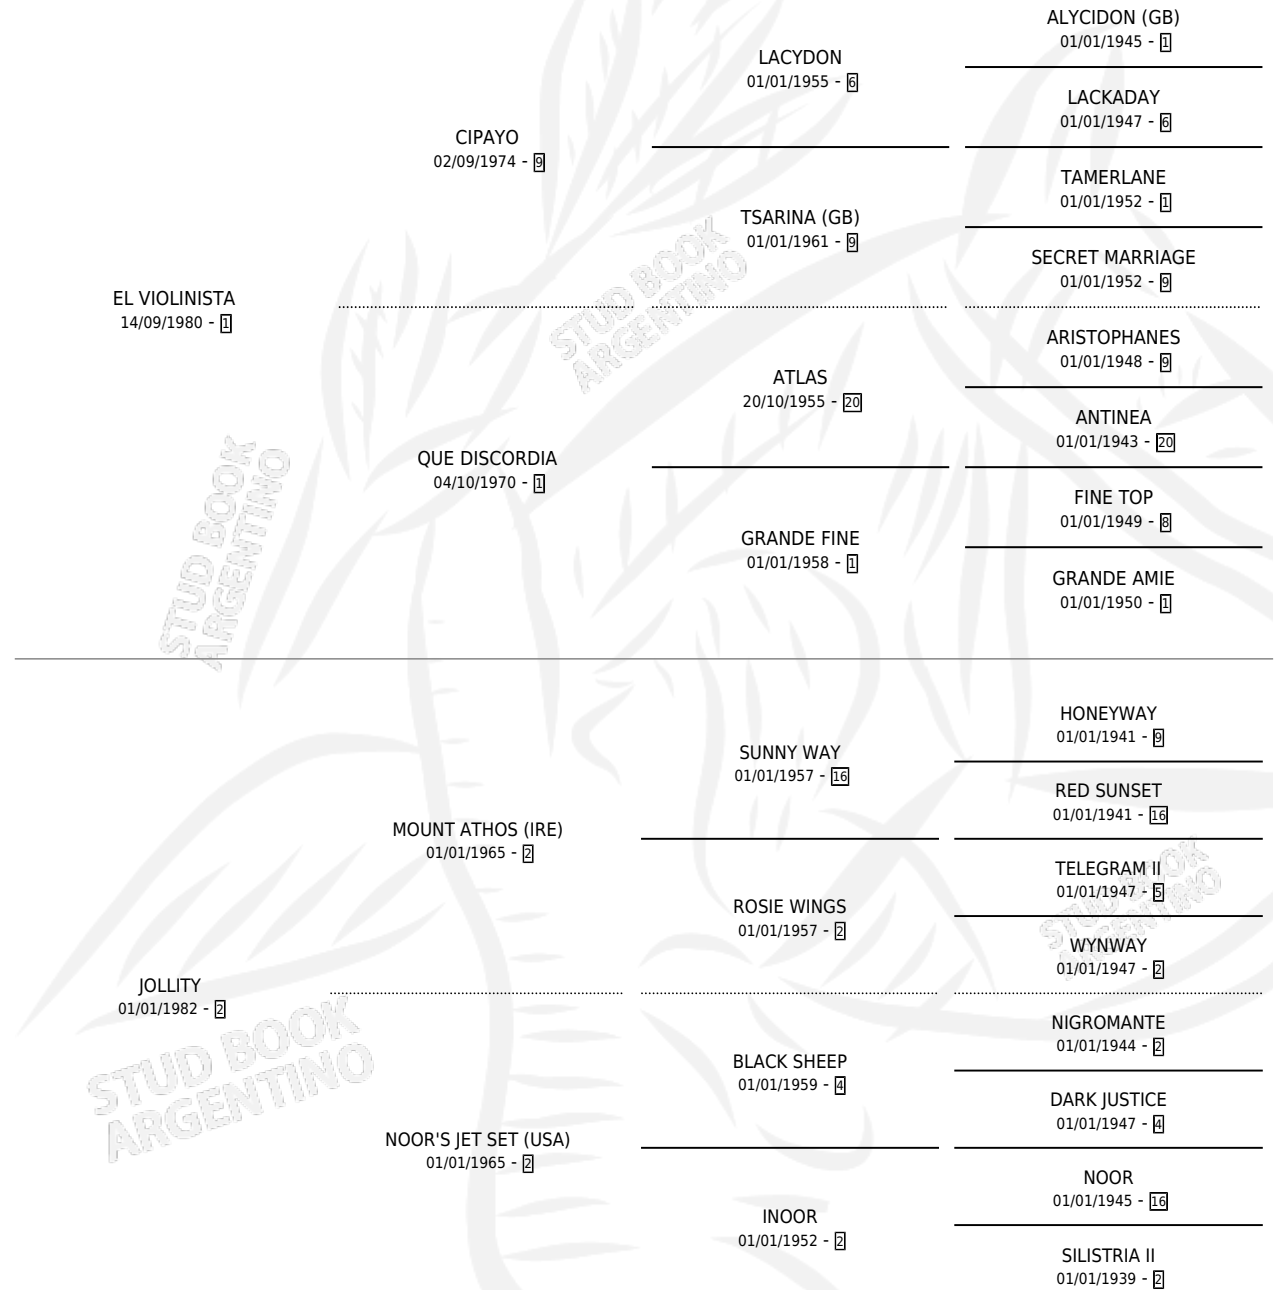 ALYCIDON (GB)
01/01/1945 - 1
LACYDON
01/01/1955 - 6
LACKADAY
01/01/1947 - 6
CIPAYO
02/09/1974 - 9
TAMERLANE
01/01/1952 - 1
TSARINA (GB)
01/01/1961 - 9
SECRET MARRIAGE
01/01/1952 - 9
EL VIOLINISTA
14/09/1980 - 1
ARISTOPHANES
01/01/1948 - 9
ATLAS
20/10/1955 - 20
ANTINEA
01/01/1943 - 20
QUE DISCORDIA
04/10/1970 - 1
FINE TOP
01/01/1949 - 8
GRANDE FINE
01/01/1958 - 1
GRANDE AMIE
01/01/1950 - 1
HONEYWAY
01/01/1941 - 9
SUNNY WAY
01/01/1957 - 16
RED SUNSET
01/01/1941 - 16
MOUNT ATHOS (IRE)
01/01/1965 - 2
TELEGRAM II
01/01/1947 - 5
ROSIE WINGS
01/01/1957 - 2
WYNWAY
01/01/1947 - 2
JOLLITY
01/01/1982 - 2
NIGROMANTE
01/01/1944 - 2
BLACK SHEEP
01/01/1959 - 4
DARK JUSTICE
01/01/1947 - 4
NOOR'S JET SET (USA)
01/01/1965 - 2
NOOR
01/01/1945 - 16
INOOR
01/01/1952 - 2
SILISTRIA II
01/01/1939 - 2
STUD BOOK
ARGENTINO
STUD BOOK
ARGENTINO
STUD BOOK
ARGENTINO
STUD BOOK
ARGENTINO